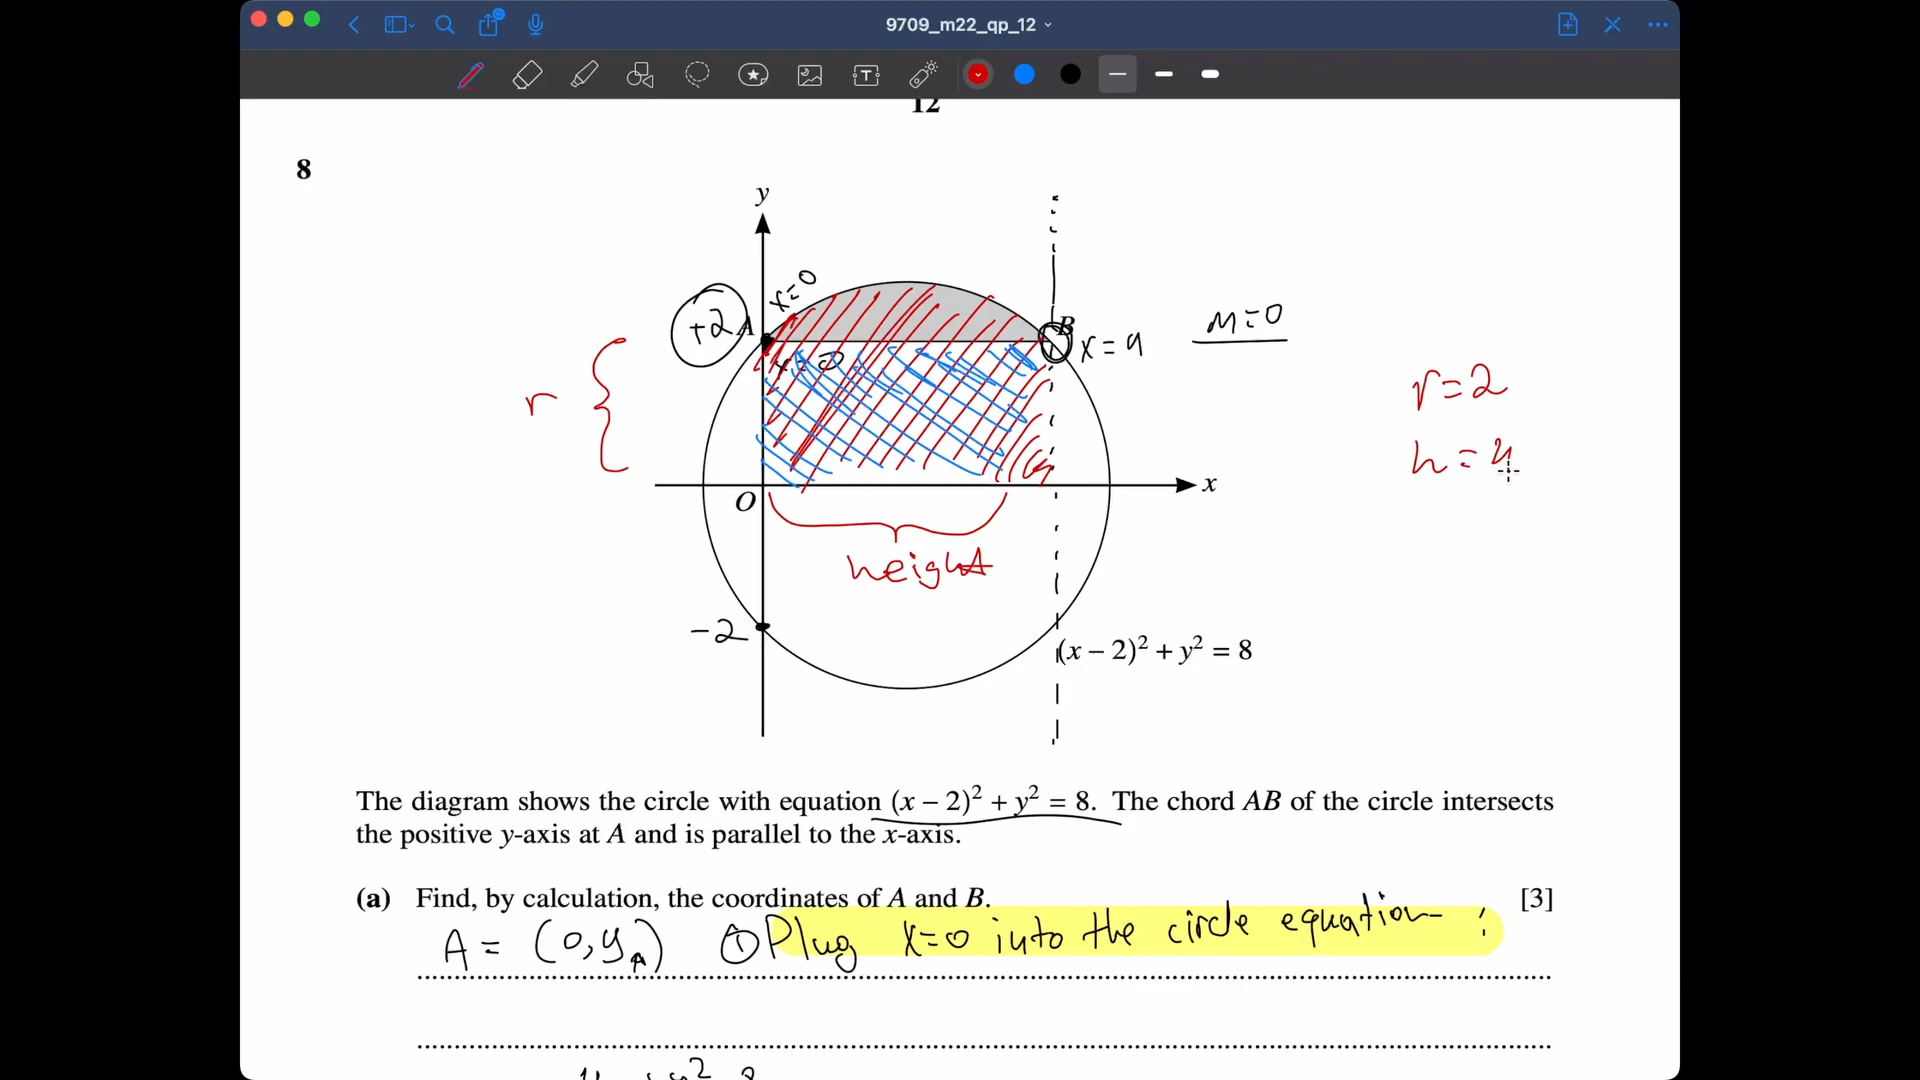 9709_m22_qp_12
12
8
y
x=0
+2
A
B
m=0
x=4
x=0
r
r=2
h=4
O
x
height
-2
(x – 2)² + y² = 8
The diagram shows the circle with equation (x – 2)² + y² = 8. The chord AB of the circle intersects
the positive y-axis at A and is parallel to the x-axis.
(a) Find, by calculation, the coordinates of A and B. [3]
A = (0, yA) ① Plug x=0 into the circle equation :